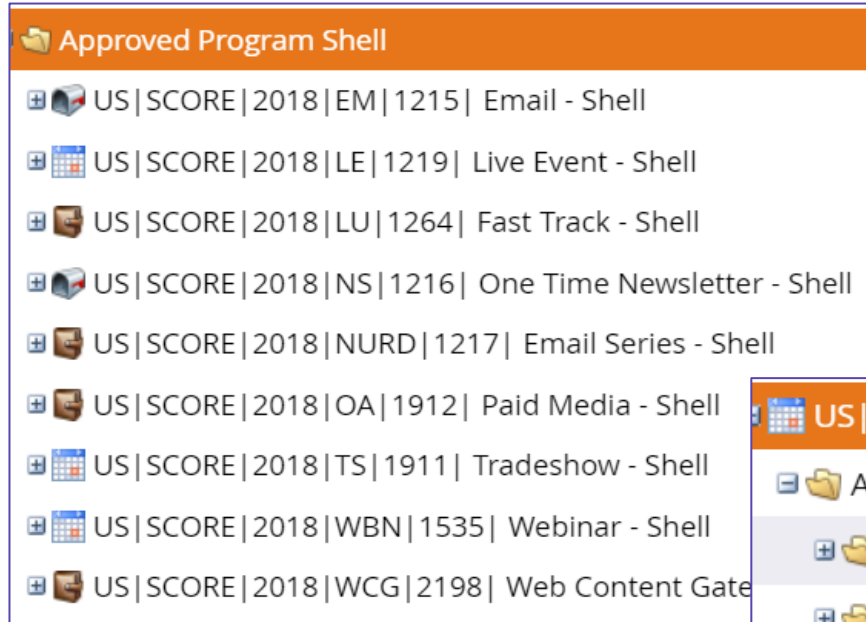 Approved Program Shell
US|SCORE|2018|EM|1215| Email - Shell
US|SCORE|2018|LE|1219| Live Event - Shell
US|SCORE|2018|LU|1264| Fast Track - Shell
US|SCORE|2018|NS|1216| One Time Newsletter - Shell
US|SCORE|2018|NURD|1217| Email Series - Shell
US|SCORE|2018|OA|1912| Paid Media - Shell
US|
US|SCORE|2018|TS|1911| Tradeshow - Shell
US|SCORE|2018|WBN|1535| Webinar - Shell
US|SCORE|2018|WCG|2198| Web Content Gate